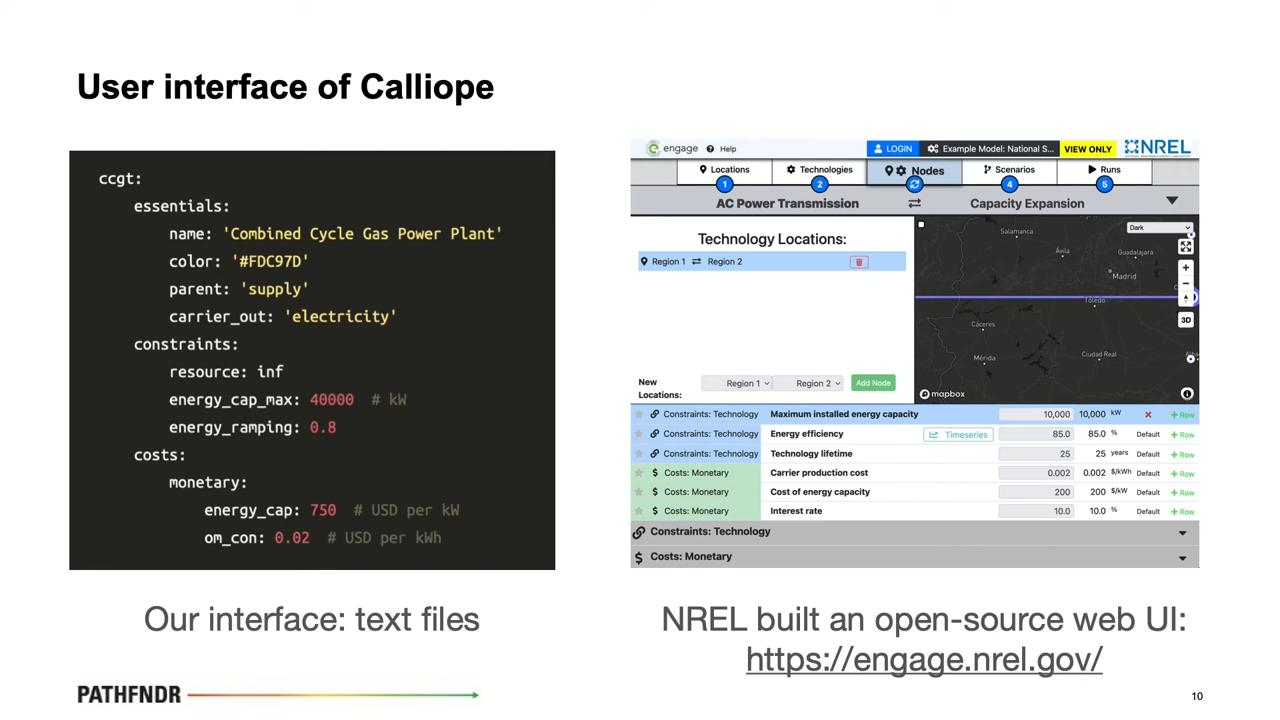 User interface of Calliope
ccgt:
essentials:
name: 'Combined Cycle Gas Power Plant'
color: '#FDC97D'
parent: 'supply'
carrier_out: 'electricity'
constraints:
resource: inf
energy_cap_max: 40000 # kW
energy_ramping: 0.8
costs:
monetary:
energy_cap: 750 # USD per kW
om_con: 0.02 # USD per kWh
Our interface: text files
engage Help LOGIN Example Model: National S... VIEW ONLY NREL
NATIONAL RENEWABLE ENERGY LABORATORY
Locations Technologies Nodes Scenarios Runs
1 2 4 5
AC Power Transmission Capacity Expansion
Technology Locations:
Region 1 Region 2
New Locations: Region 1 Region 2 Add Node
Dark
Salamanca
Ávila
Guadalajara
Madrid
Toledo
Cáceres
Mérida
Ciudad Real
3D
mapbox
Constraints: Technology Maximum installed energy capacity 10,000 10,000 kW + Row
Constraints: Technology Energy efficiency Timeseries 85.0 85.0 % Default + Row
Constraints: Technology Technology lifetime 25 25 years Default + Row
Costs: Monetary Carrier production cost 0.002 0.002 $/kWh Default + Row
Costs: Monetary Cost of energy capacity 200 200 $/kW Default + Row
Costs: Monetary Interest rate 10.0 10.0 % Default + Row
Constraints: Technology
Costs: Monetary
NREL built an open-source web UI:
https://engage.nrel.gov/
PATHFNDR
10